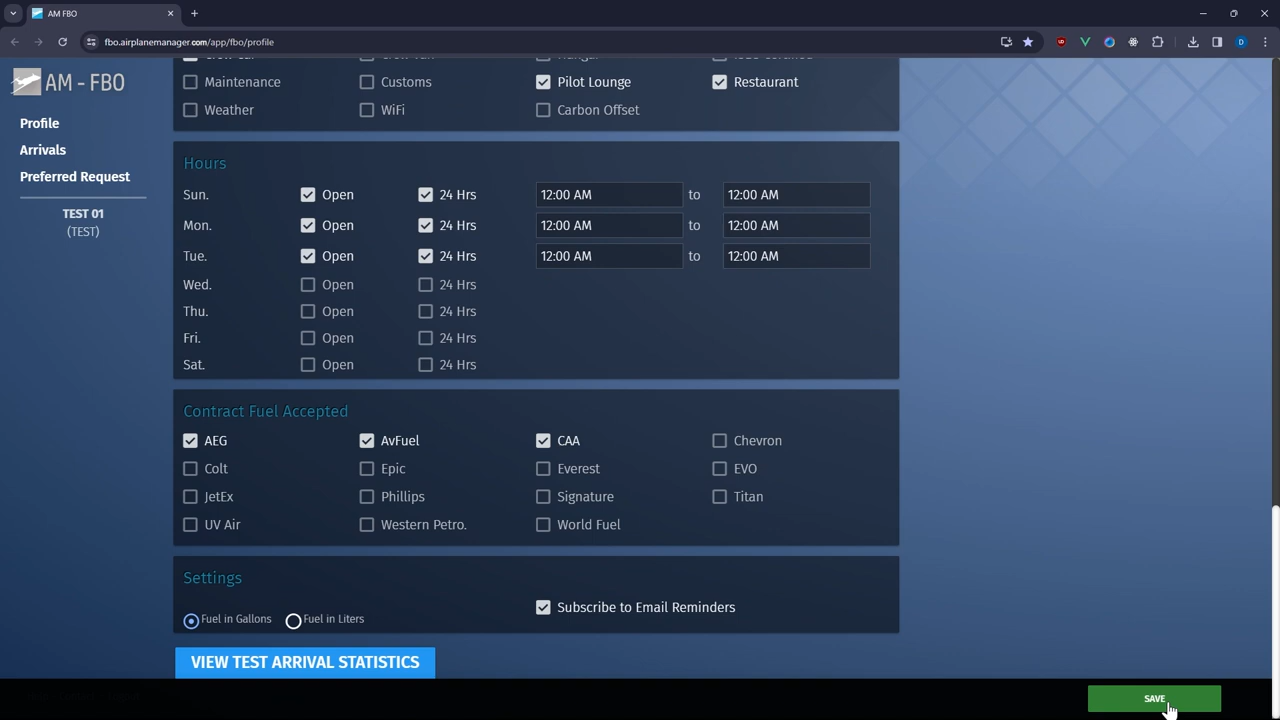 AM FBO
fbo.airplanemanager.com/app/fbo/profile
D
AM - FBO
Profile
Arrivals
Preferred Request
TEST 01
(TEST)
Maintenance Customs Pilot Lounge Restaurant
Weather WiFi Carbon Offset
Hours
Sun. Open 24 Hrs 12:00 AM to 12:00 AM
Mon. Open 24 Hrs 12:00 AM to 12:00 AM
Tue. Open 24 Hrs 12:00 AM to 12:00 AM
Wed. Open 24 Hrs
Thu. Open 24 Hrs
Fri. Open 24 Hrs
Sat. Open 24 Hrs
Contract Fuel Accepted
AEG AvFuel CAA Chevron
Colt Epic Everest EVO
JetEx Phillips Signature Titan
UV Air Western Petro. World Fuel
Settings
Fuel in Gallons Fuel in Liters Subscribe to Email Reminders
VIEW TEST ARRIVAL STATISTICS
SAVE